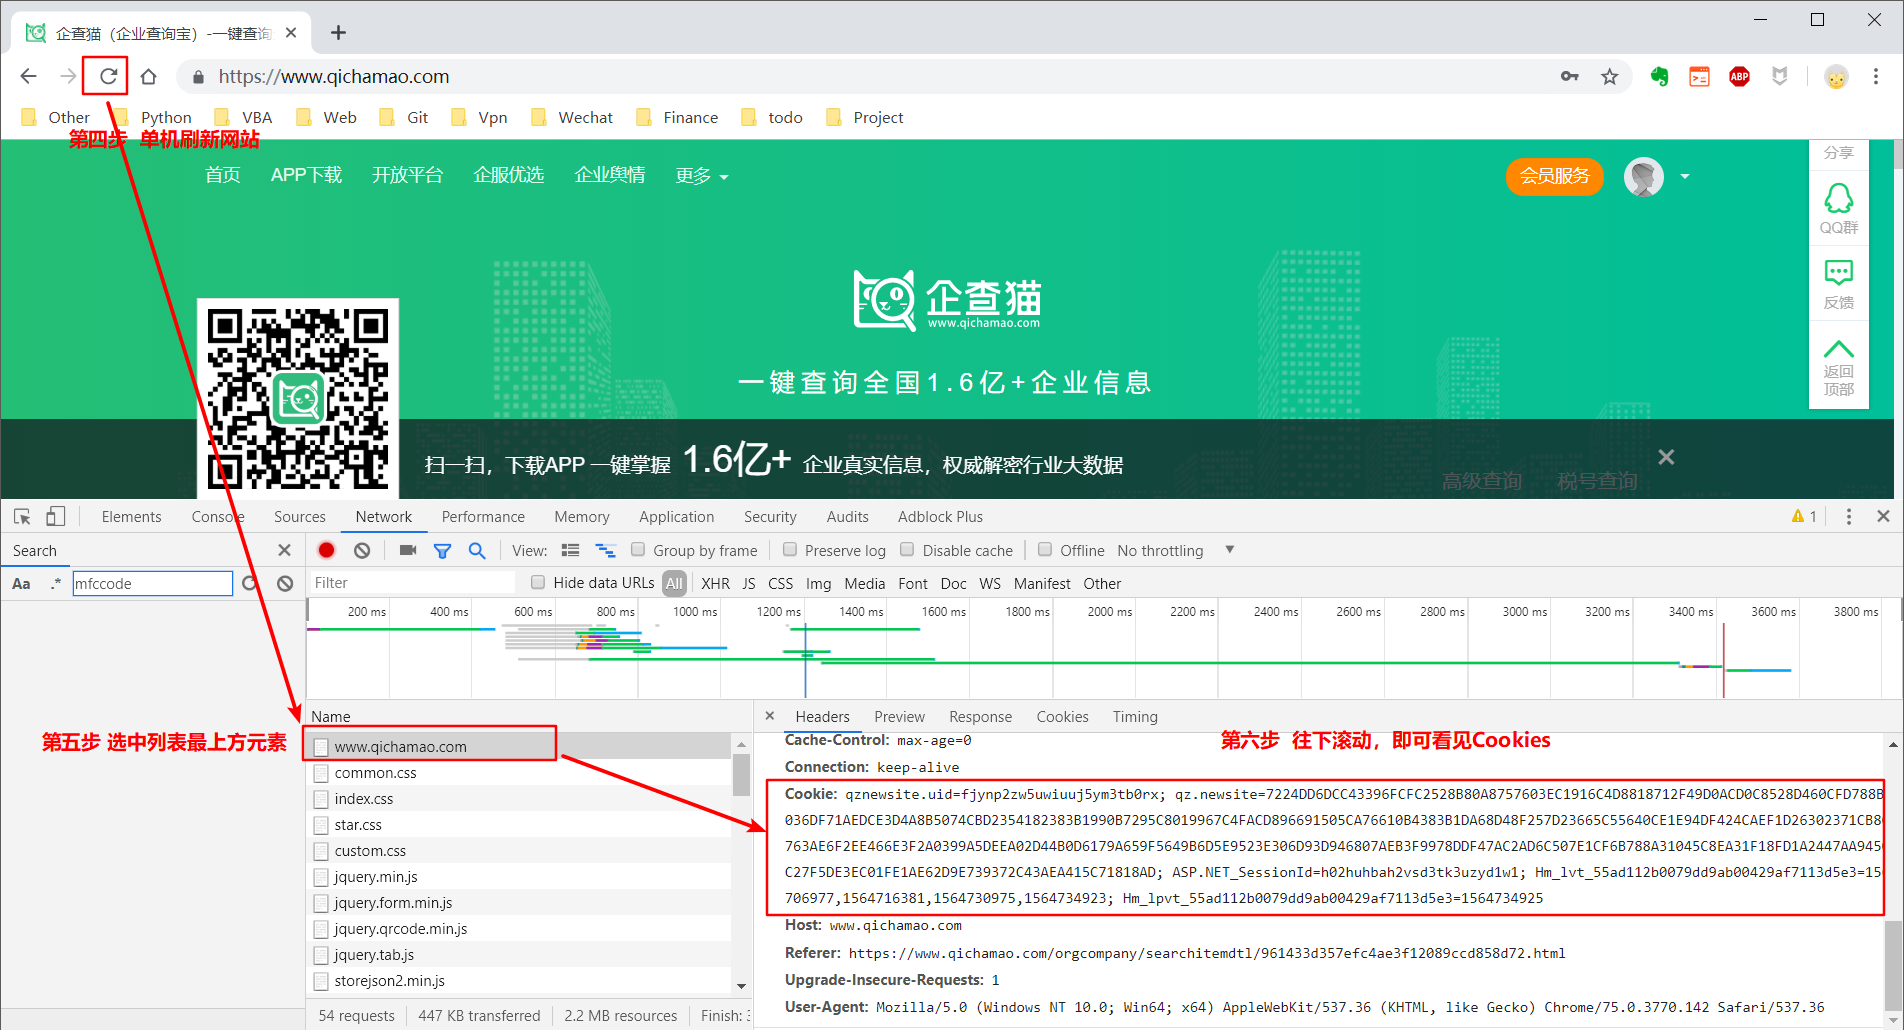 企查猫（企业查询宝）-一键查询
https://www.qichamao.com
ABP
Other Python VBA Web Git Vpn Wechat Finance todo Project
第四步 单机刷新网站
首页 APP下载 开放平台 企服优选 企业舆情 更多
会员服务
分享
QQ群
反馈
返回
顶部
企查猫
www.qichamao.com
一键查询全国1.6亿+企业信息
扫一扫，下载APP 一键掌握 1.6亿+ 企业真实信息，权威解密行业大数据
高级查询 税号查询
Elements Console Sources Network Performance Memory Application Security Audits Adblock Plus 1
Search
View: Group by frame Preserve log Disable cache Offline No throttling
Aa .* mfccode
Filter Hide data URLs All XHR JS CSS Img Media Font Doc WS Manifest Other
200 ms 400 ms 600 ms 800 ms 1000 ms 1200 ms 1400 ms 1600 ms 1800 ms 2000 ms 2200 ms 2400 ms 2600 ms 2800 ms 3000 ms 3200 ms 3400 ms 3600 ms 3800 ms
Name
第五步 选中列表最上方元素
www.qichamao.com
common.css
index.css
star.css
custom.css
jquery.min.js
jquery.form.min.js
jquery.qrcode.min.js
jquery.tab.js
storejson2.min.js
54 requests 447 KB transferred 2.2 MB resources Finish:
Headers Preview Response Cookies Timing
第六步 往下滚动，即可看见Cookies
Cache-Control: max-age=0
Connection: keep-alive
Cookie: qznewsite.uid=fjynp2zw5uwiuuj5ym3tb0rx; qz.newsite=7224DD6DCC43396FCFC2528B80A8757603EC1916C4D8818712F49D0ACD0C8528D460CFD788B
036DF71AEDCE3D4A8B5074CBD2354182383B1990B7295C8019967C4FACD896691505CA76610B4383B1DA68D48F257D23665C55640CE1E94DF424CAEF1D26302371CB8
763AE6F2EE466E3F2A0399A5DEEA02D44B0D6179A659F5649B6D5E9523E306D93D946807AEB3F9978DDF47AC2AD6C507E1CF6B788A31045C8EA31F18FD1A2447AA945
C27F5DE3EC01FE1AE62D9E739372C43AEA415C71818AD; ASP.NET_SessionId=h02huhbah2vsd3tk3uzyd1w1; Hm_lvt_55ad112b0079dd9ab00429af7113d5e3=15
706977,1564716381,1564730975,1564734923; Hm_lpvt_55ad112b0079dd9ab00429af7113d5e3=1564734925
Host: www.qichamao.com
Referer: https://www.qichamao.com/orgcompany/searchitemdtl/961433d357efc4ae3f12089ccd858d72.html
Upgrade-Insecure-Requests: 1
User-Agent: Mozilla/5.0 (Windows NT 10.0; Win64; x64) AppleWebKit/537.36 (KHTML, like Gecko) Chrome/75.0.3770.142 Safari/537.36